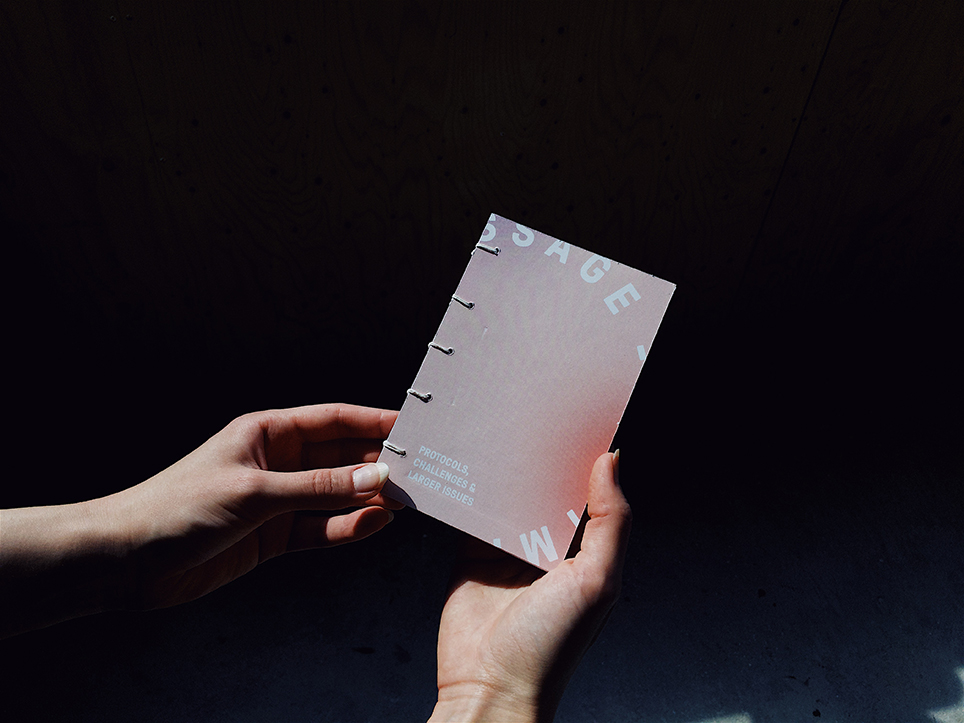 SSAGE
PROTOCOLS,
CHALLENGES &
LARGER ISSUES
M